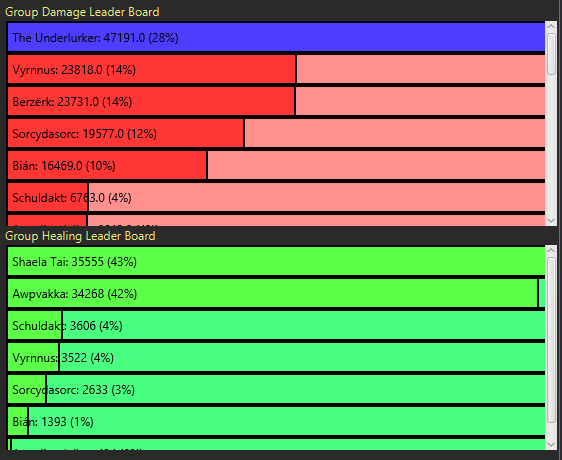 Group Damage Leader Board
The Underlurker: 47191.0 (28%)
Vyrnnus: 23818.0 (14%)
Berzërk: 23731.0 (14%)
Sorcydasorc: 19577.0 (12%)
Bián: 16469.0 (10%)
Schuldakt: 6763.0 (4%)
Group Healing Leader Board
Shaela Tai: 35555 (43%)
Awpvakka: 34268 (42%)
Schuldakt: 3606 (4%)
Vyrnnus: 3522 (4%)
Sorcydasorc: 2633 (3%)
Bián: 1393 (1%)